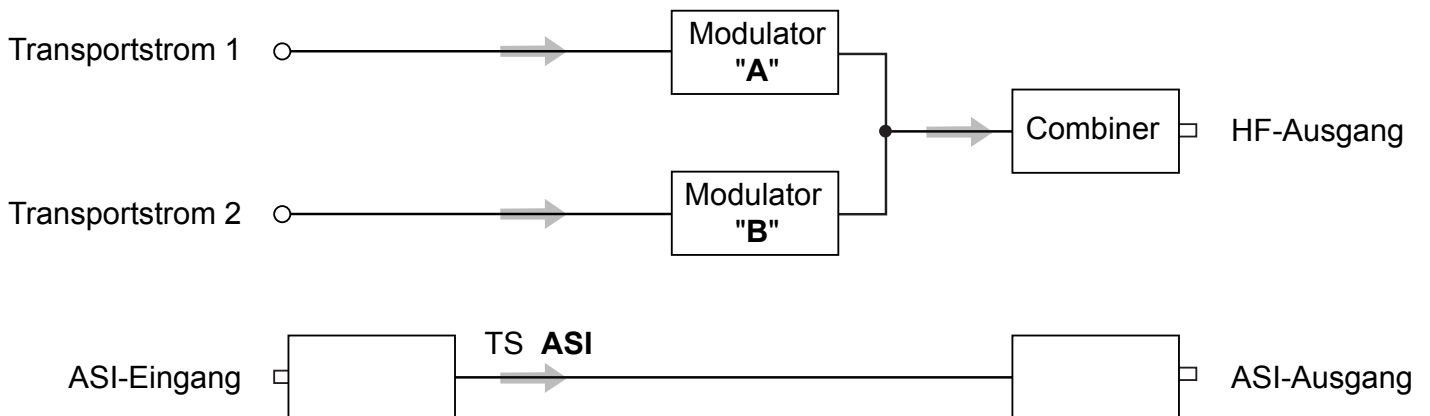 Transportstrom 1
Modulator
"A"
Combiner
HF-Ausgang
Transportstrom 2
Modulator
"B"
TS ASI
ASI-Eingang
ASI-Ausgang